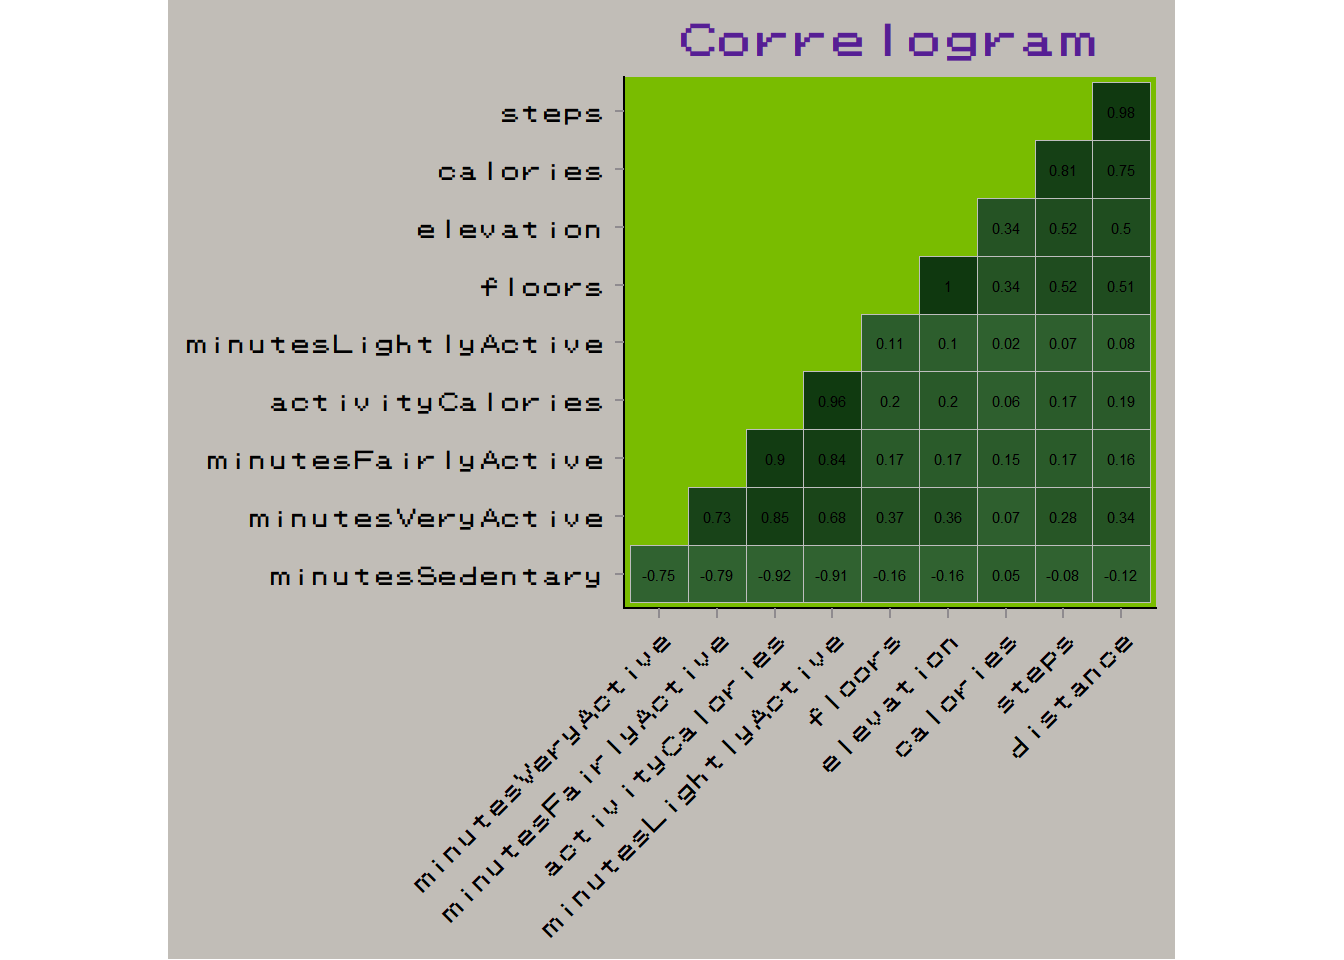 Correlogram
steps 0.98
calories 0.81 0.75
elevation 0.34 0.52 0.5
floors 1 0.34 0.52 0.51
minutesLightlyActive 0.11 0.1 0.02 0.07 0.08
activityCalories 0.96 0.2 0.2 0.06 0.17 0.19
minutesFairlyActive 0.9 0.84 0.17 0.17 0.15 0.17 0.16
minutesVeryActive 0.73 0.85 0.68 0.37 0.36 0.07 0.28 0.34
minutesSedentary -0.75 -0.79 -0.92 -0.91 -0.16 -0.16 0.05 -0.08 -0.12
minutesVeryActive
minutesFairlyActive
activityCalories
minutesLightlyActive
floors
elevation
calories
steps
distance